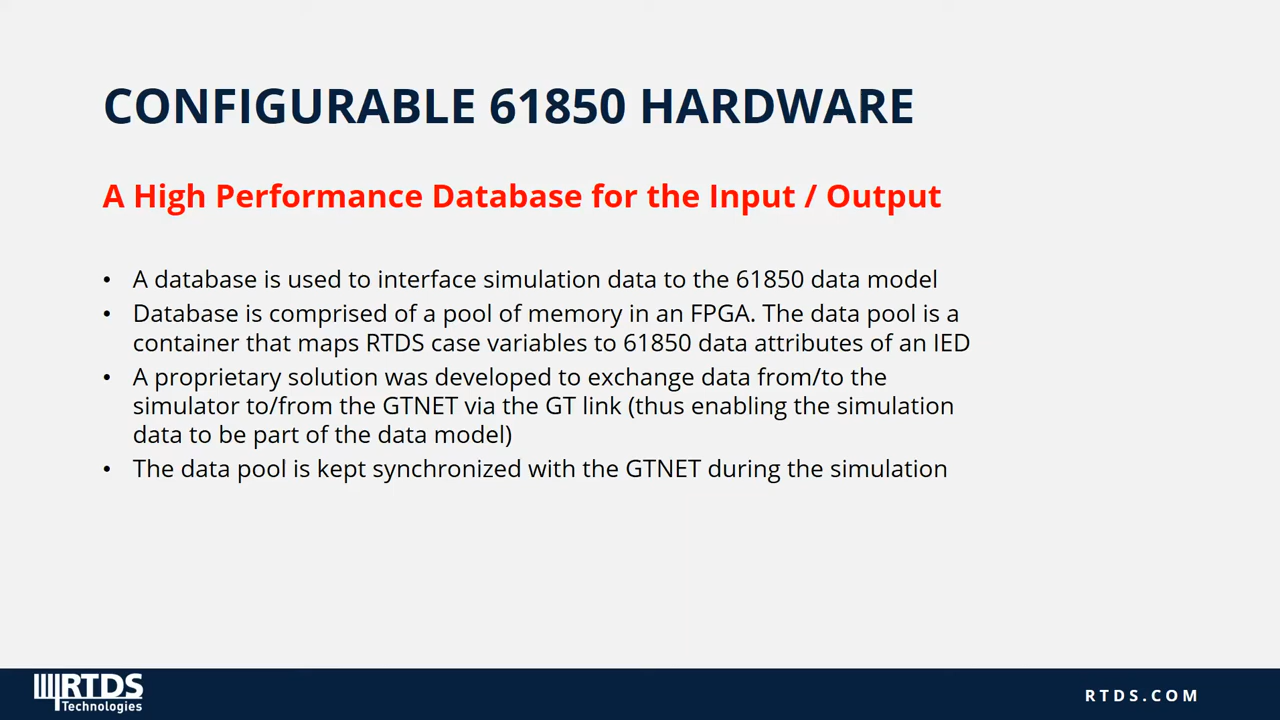 CONFIGURABLE 61850 HARDWARE
A High Performance Database for the Input / Output
• A database is used to interface simulation data to the 61850 data model
• Database is comprised of a pool of memory in an FPGA. The data pool is a
container that maps RTDS case variables to 61850 data attributes of an IED
• A proprietary solution was developed to exchange data from/to the
simulator to/from the GTNET via the GT link (thus enabling the simulation
data to be part of the data model)
• The data pool is kept synchronized with the GTNET during the simulation
RTDS
Technologies
RTDS.COM